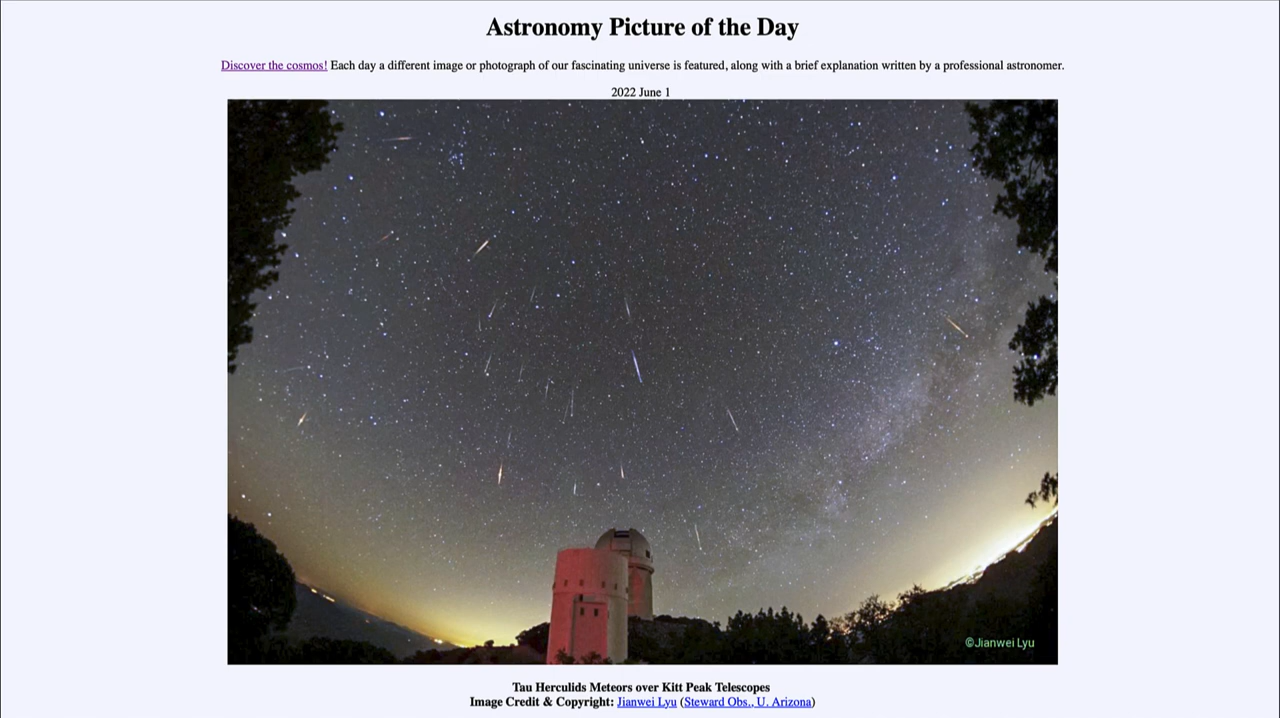 Astronomy Picture of the Day
Discover the cosmos! Each day a different image or photograph of our fascinating universe is featured, along with a brief explanation written by a professional astronomer.
2022 June 1
©Jianwei Lyu
Tau Herculids Meteors over Kitt Peak Telescopes
Image Credit & Copyright: Jianwei Lyu (Steward Obs., U. Arizona)